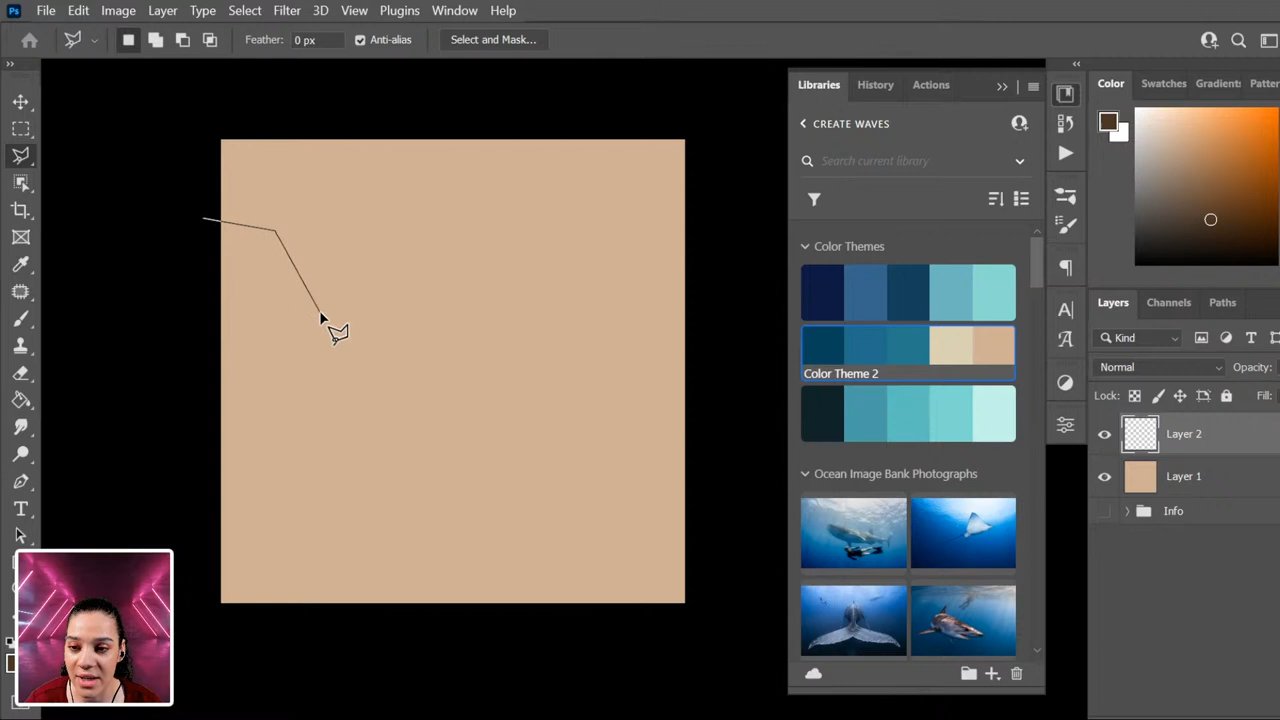 Ps File Edit Image Layer Type Select Filter 3D View Plugins Window Help
Feather: 0 px Anti-alias Select and Mask...
Libraries History Actions
CREATE WAVES
Search current library
Color Themes
Color Theme 2
Ocean Image Bank Photographs
Color Swatches Gradients Patter
Layers Channels Paths
Kind
Normal Opacity:
Lock: Fill:
Layer 2
Layer 1
Info